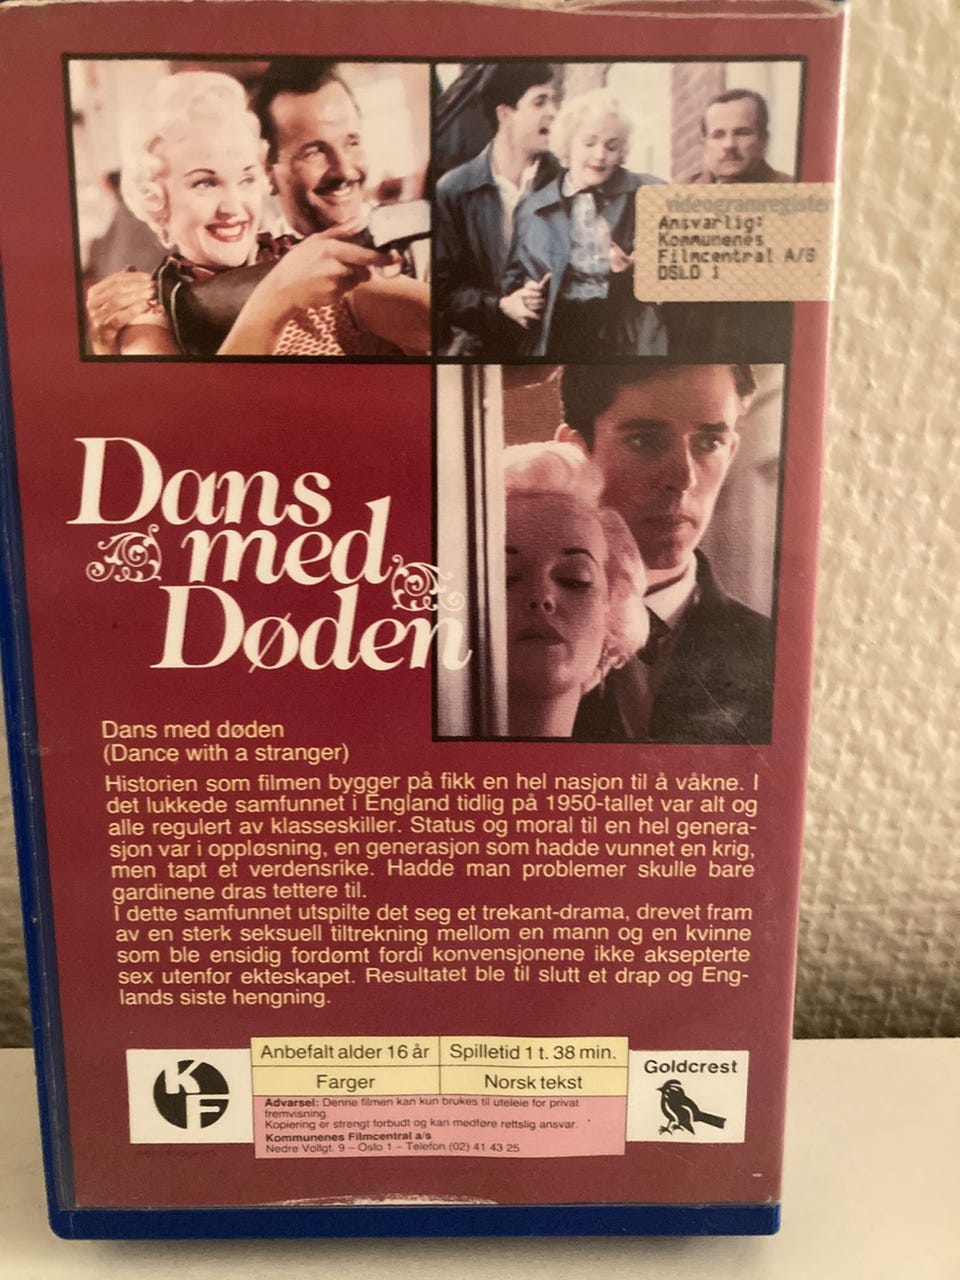 videogramregister
Ansvarlig:
Kommunenes
Filmcentral A/S
OSLO 1
Dans
med
Døden
Dans med døden
(Dance with a stranger)
Historien som filmen bygger på fikk en hel nasjon til å våkne. I
det lukkede samfunnet i England tidlig på 1950-tallet var alt og
alle regulert av klasseskiller. Status og moral til en hel genera-
sjon var i oppløsning, en generasjon som hadde vunnet en krig,
men tapt et verdensrike. Hadde man problemer skulle bare
gardinene dras tettere til.
I dette samfunnet utspilte det seg et trekant-drama, drevet fram
av en sterk seksuell tiltrekning mellom en mann og en kvinne
som ble ensidig fordømt fordi konvensjonene ikke aksepterte
sex utenfor ekteskapet. Resultatet ble til slutt et drap og Eng-
lands siste hengning.
KF
Anbefalt alder 16 år
Spilletid 1 t. 38 min.
Farger
Norsk tekst
Advarsel: Denne filmen kan kun brukes til uteleie for privat
fremvisning.
Kopiering er strengt forbudt og kan medføre rettslig ansvar.
Kommunenes Filmcentral a/s
Nedre Vollgt. 9 – Oslo 1 – Telefon (02) 41 43 25
Goldcrest